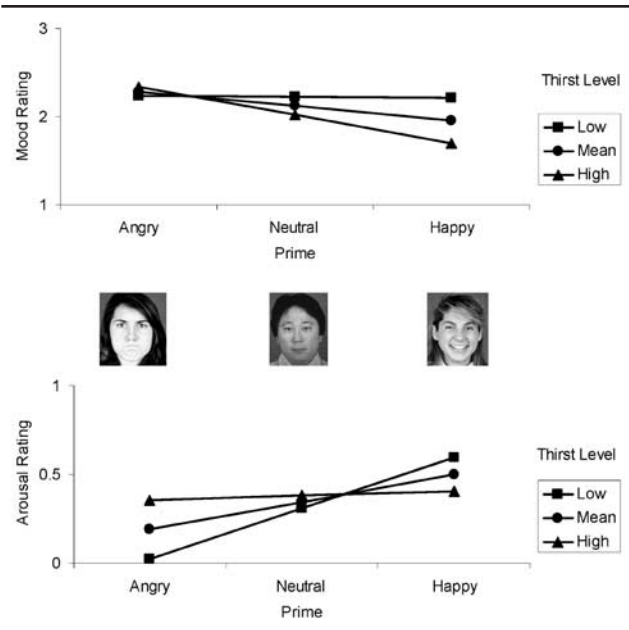 3
Mood Rating
2
1
Angry Neutral Happy
Prime
Thirst Level
Low
Mean
High
1
Arousal Rating
0.5
0
Angry Neutral Happy
Prime
Thirst Level
Low
Mean
High